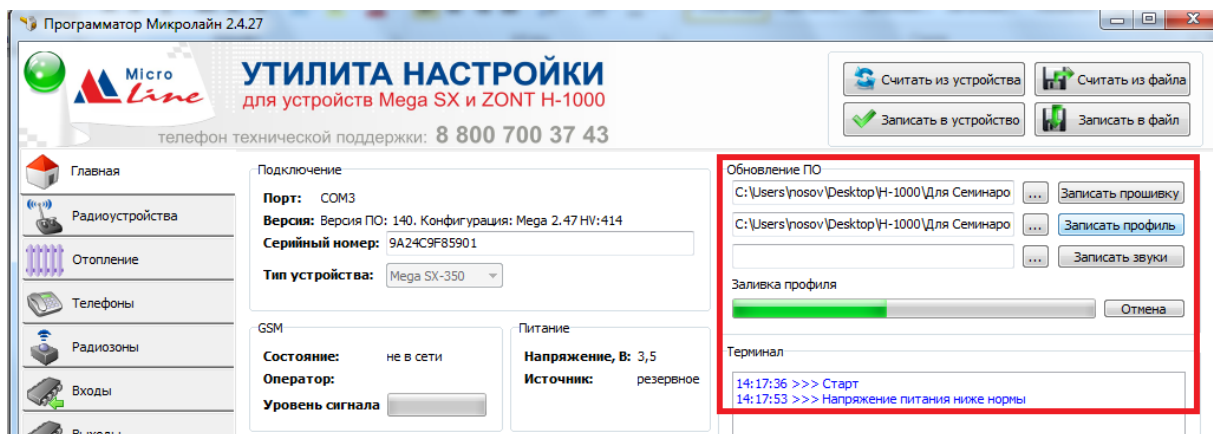 Программатор Микролайн 2.4.27
Micro
Line
УТИЛИТА НАСТРОЙКИ
для устройств Mega SX и ZONT H-1000
телефон технической поддержки: 8 800 700 37 43
Считать из устройства
Считать из файла
Записать в устройство
Записать в файл
Главная
Радиоустройства
Отопление
Телефоны
Радиозоны
Входы
Выходы
Подключение
Порт: COM3
Версия: Версия ПО: 140. Конфигурация: Mega 2.47 HV:414
Серийный номер: 9A24C9F85901
Тип устройства: Mega SX-350
GSM
Состояние: не в сети
Оператор:
Уровень сигнала
Питание
Напряжение, В: 3,5
Источник: резервное
Обновление ПО
C:\Users\nosov\Desktop\H-1000\Для Семинаро ... Записать прошивку
C:\Users\nosov\Desktop\H-1000\Для Семинаро ... Записать профиль
... Записать звуки
Заливка профиля
Отмена
Терминал
14:17:36 >>> Старт
14:17:53 >>> Напряжение питания ниже нормы